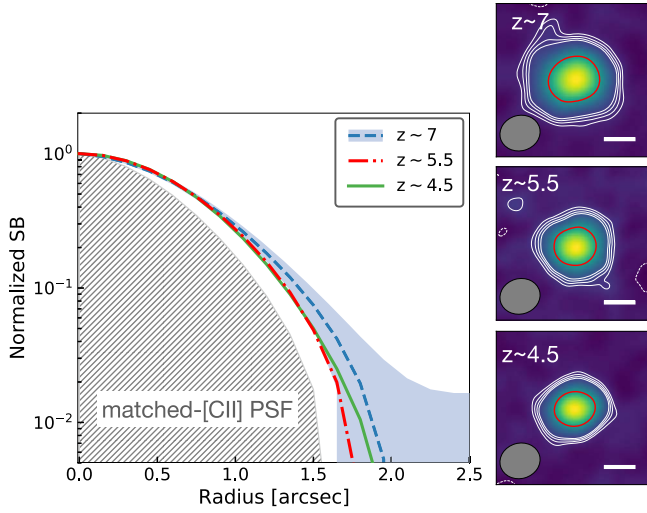 z~7
z ~ 7
z ~ 5.5
z ~ 4.5
10⁰
10⁻¹
10⁻²
Normalized SB
matched-[CII] PSF
0.0 0.5 1.0 1.5 2.0 2.5
Radius [arcsec]
z~5.5
z~4.5